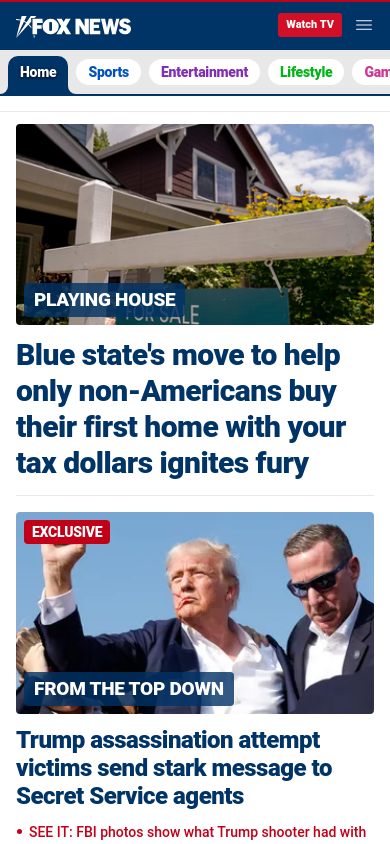 FOX NEWS
Watch TV
Home
Sports
Entertainment
Lifestyle
Gam
FOR SALE
PLAYING HOUSE
Blue state's move to help
only non-Americans buy
their first home with your
tax dollars ignites fury
EXCLUSIVE
FROM THE TOP DOWN
Trump assassination attempt
victims send stark message to
Secret Service agents
• SEE IT: FBI photos show what Trump shooter had with